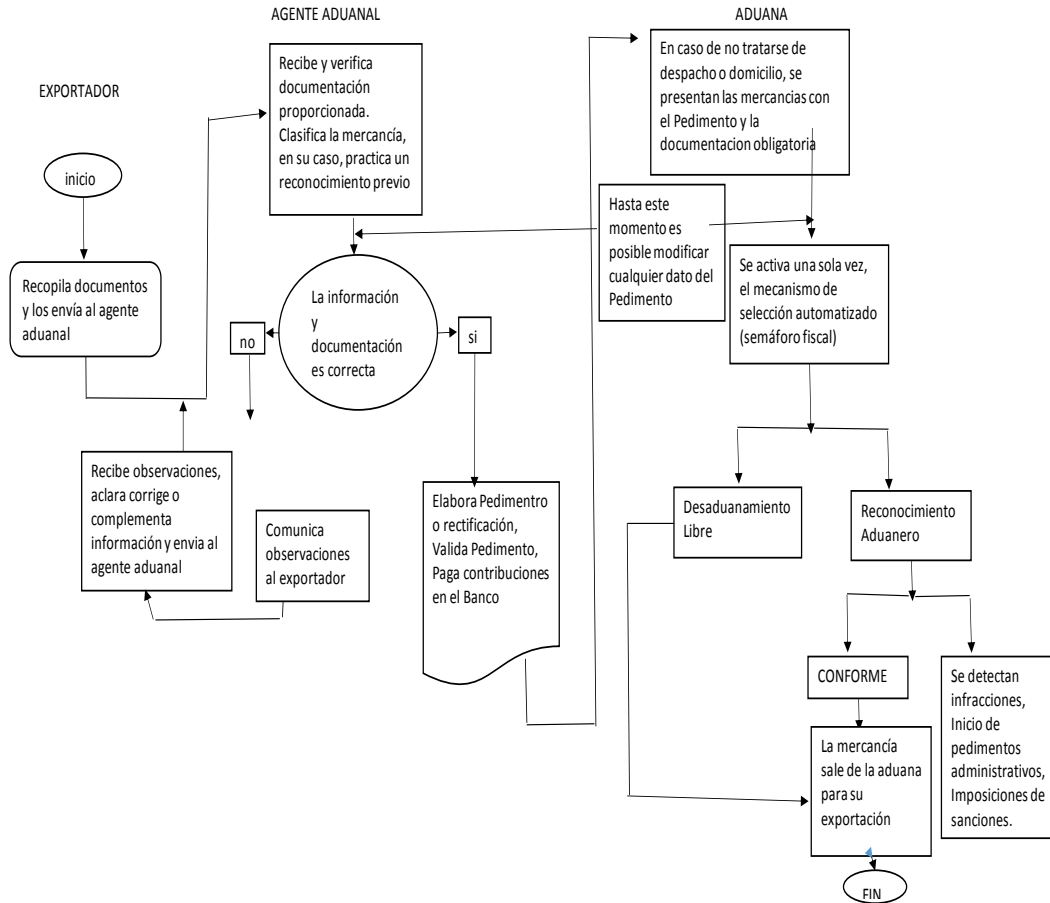 AGENTE ADUANAL
ADUANA
EXPORTADOR
inicio
Recopila documentos
y los envía al agente
aduanal
Recibe y verifica
documentación
proporcionada.
Clasifica la mercancía,
en su caso, practica un
reconocimiento previo
La información
y
documentación
es correcta
no
si
Recibe observaciones,
aclara corrige o
complementa
información y envia al
agente aduanal
Comunica
observaciones
al exportador
Elabora Pedimentro
o rectificación,
Valida Pedimento,
Paga contribuciones
en el Banco
En caso de no tratarse de
despacho o domicilio, se
presentan las mercancias con
el Pedimento y la
documentacion obligatoria
Hasta este
momento es
posible modificar
cualquier dato del
Pedimento
Se activa una sola vez,
el mecanismo de
selección automatizado
(semáforo fiscal)
Desaduanamiento
Libre
Reconocimiento
Aduanero
CONFORME
Se detectan
infracciones,
Inicio de
pedimentos
administrativos,
Imposiciones de
sanciones.
La mercancía
sale de la aduana
para su
exportación
FIN